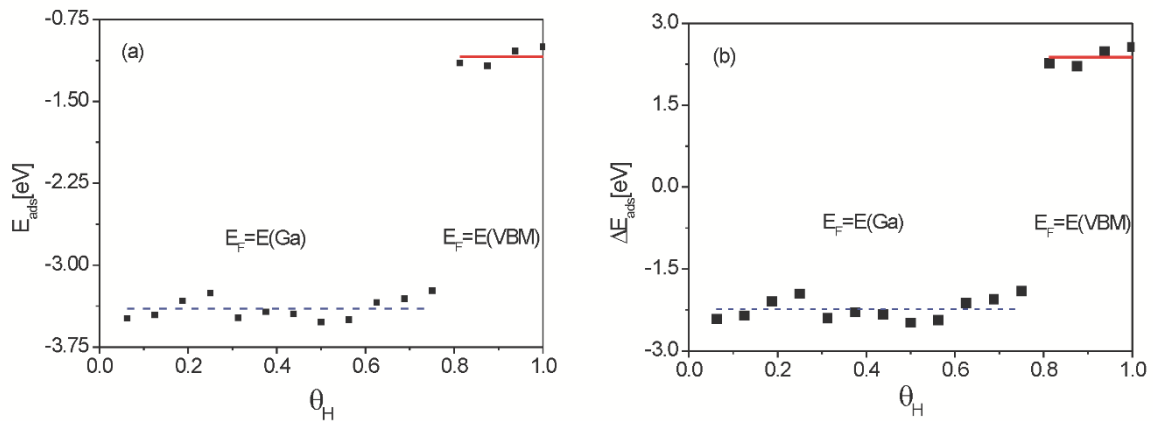 (a)
-0.75
-1.50
-2.25
-3.00
-3.75
E_ads[eV]
E_F=E(Ga)
E_F=E(VBM)
0.0 0.2 0.4 0.6 0.8 1.0
θ_H
(b)
3.0
1.5
0.0
-1.5
-3.0
ΔE_ads[eV]
E_F=E(Ga)
E_F=E(VBM)
0.0 0.2 0.4 0.6 0.8 1.0
θ_H